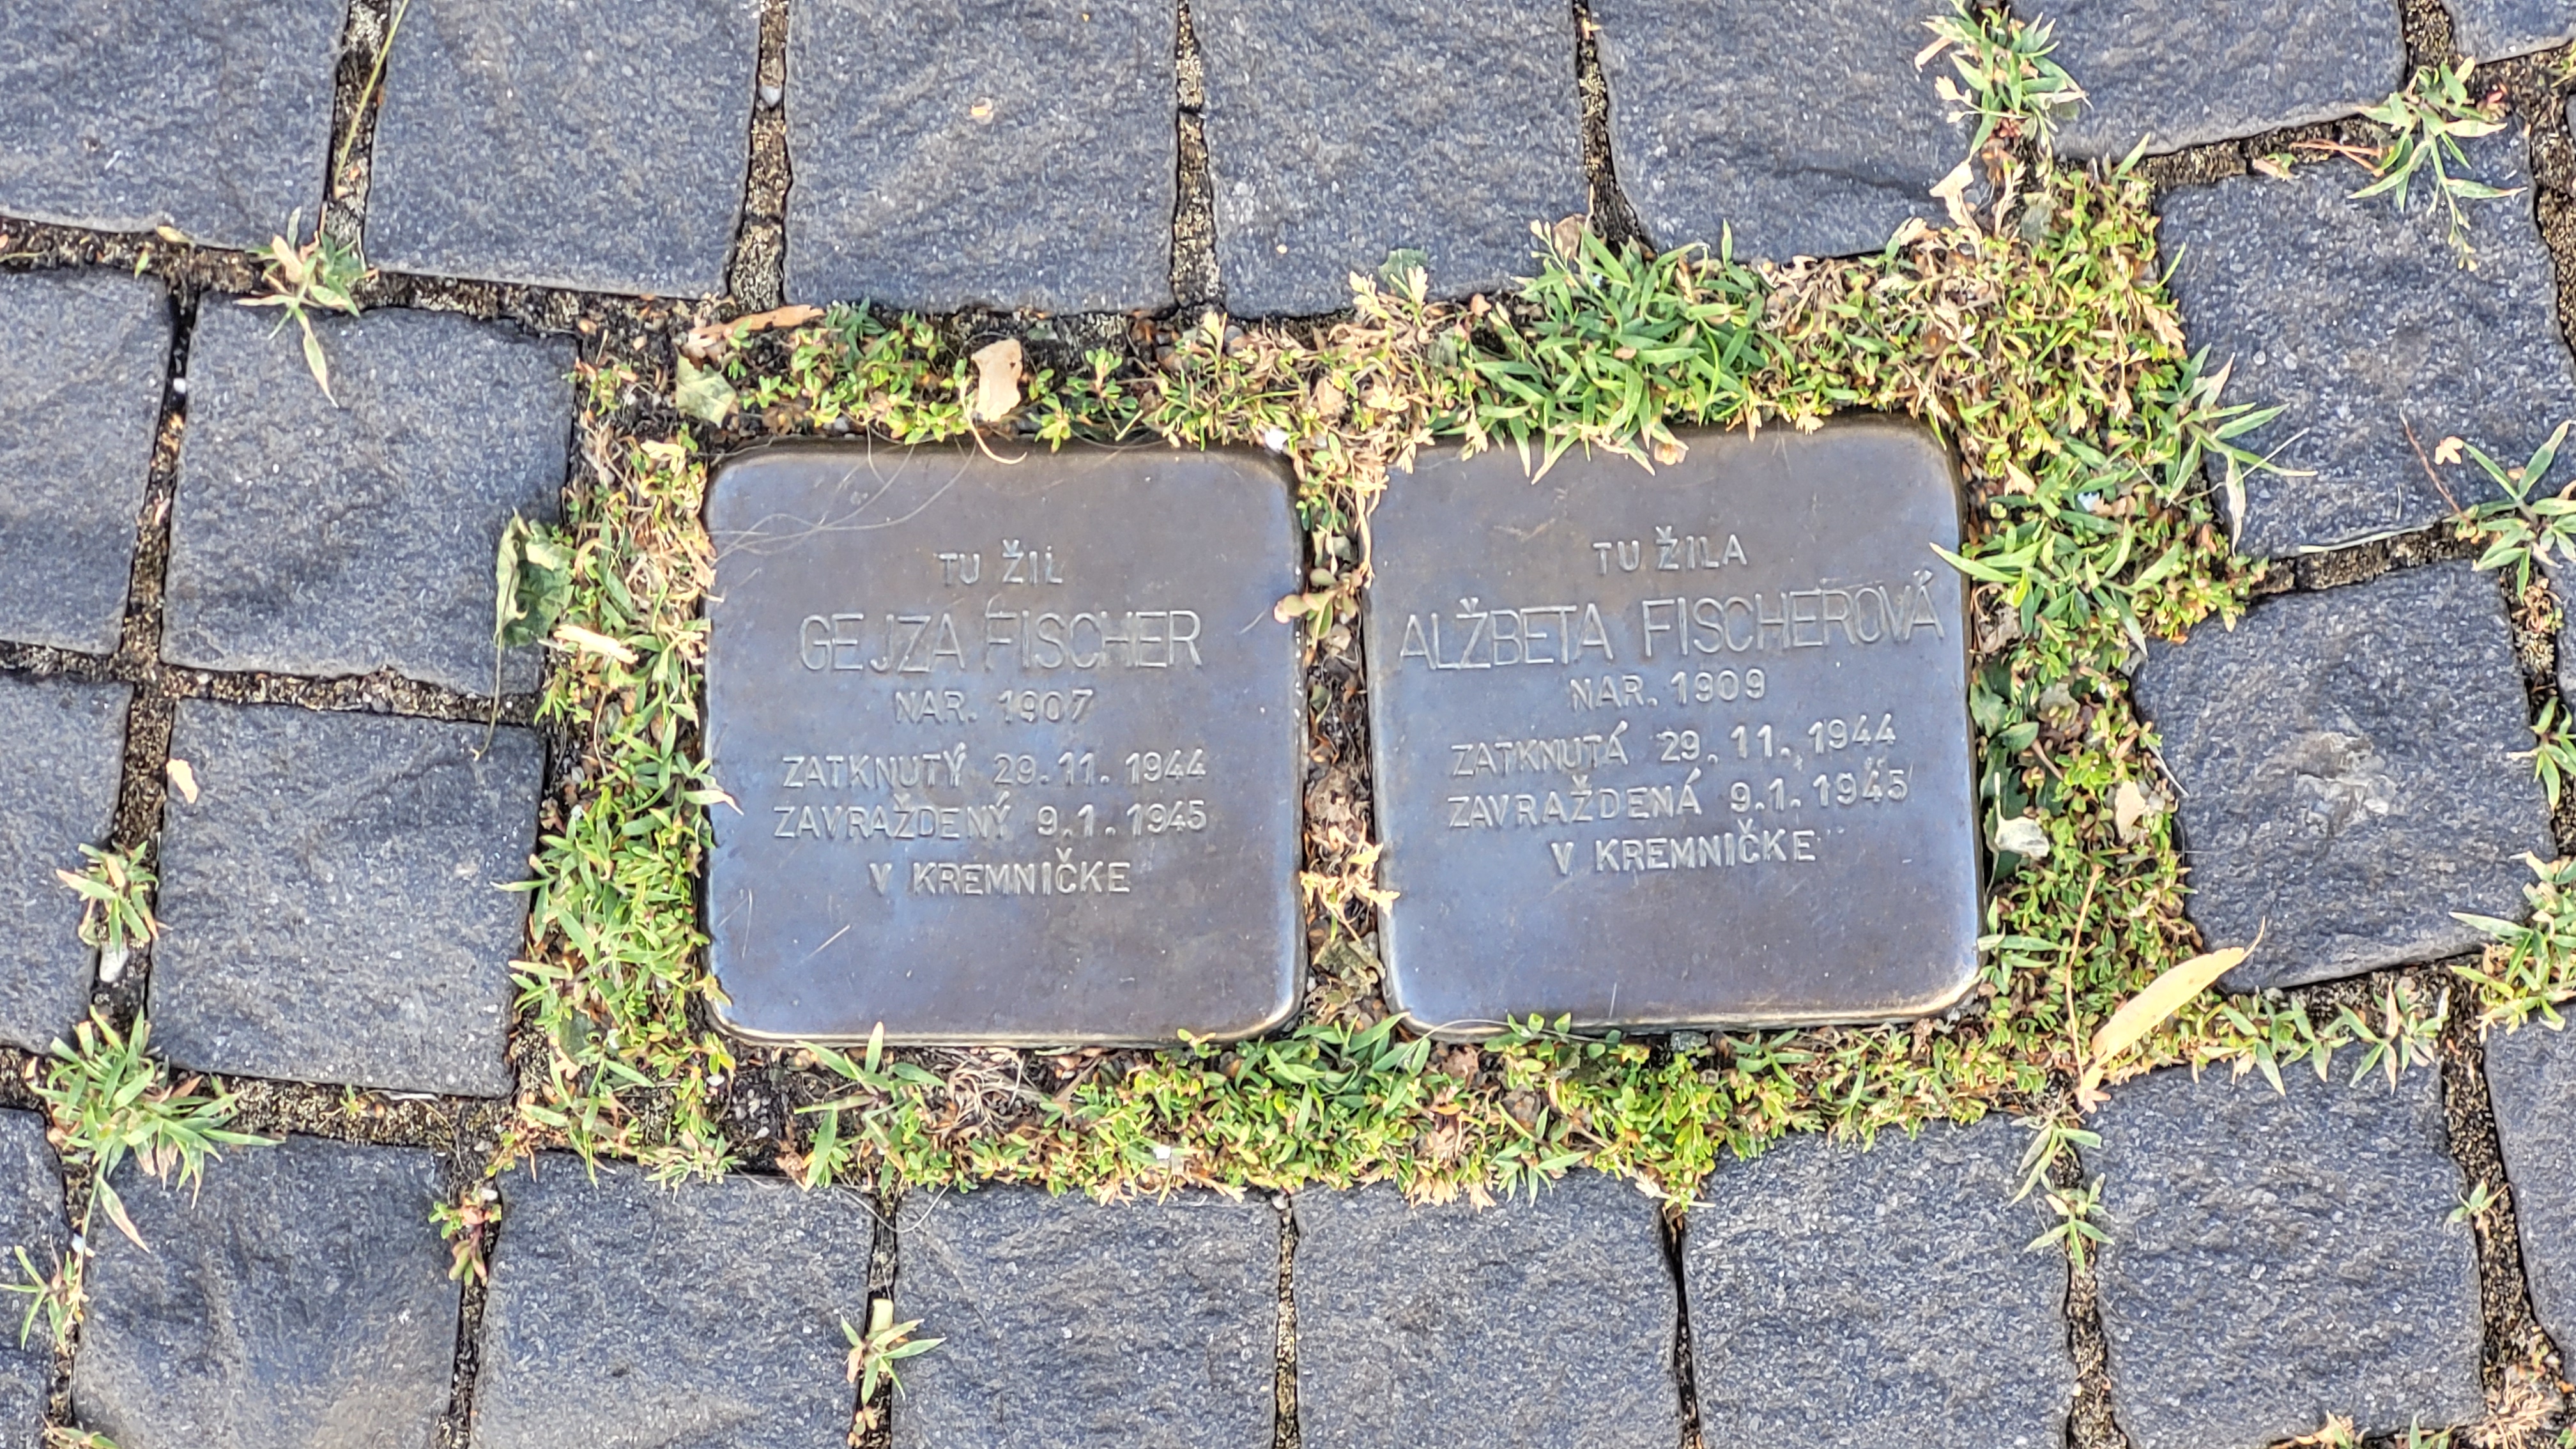 TU ŽIL
GEJZA FISCHER
NAR. 1907
ZATKNUTÝ 29.11.1944
ZAVRAŽDENÝ 9.1.1945
V KREMNIČKE
TU ŽILA
ALŽBETA FISCHEROVÁ
NAR. 1909
ZATKNUTÁ 29.11.1944
ZAVRAŽDENÁ 9.1.1945
V KREMNIČKE